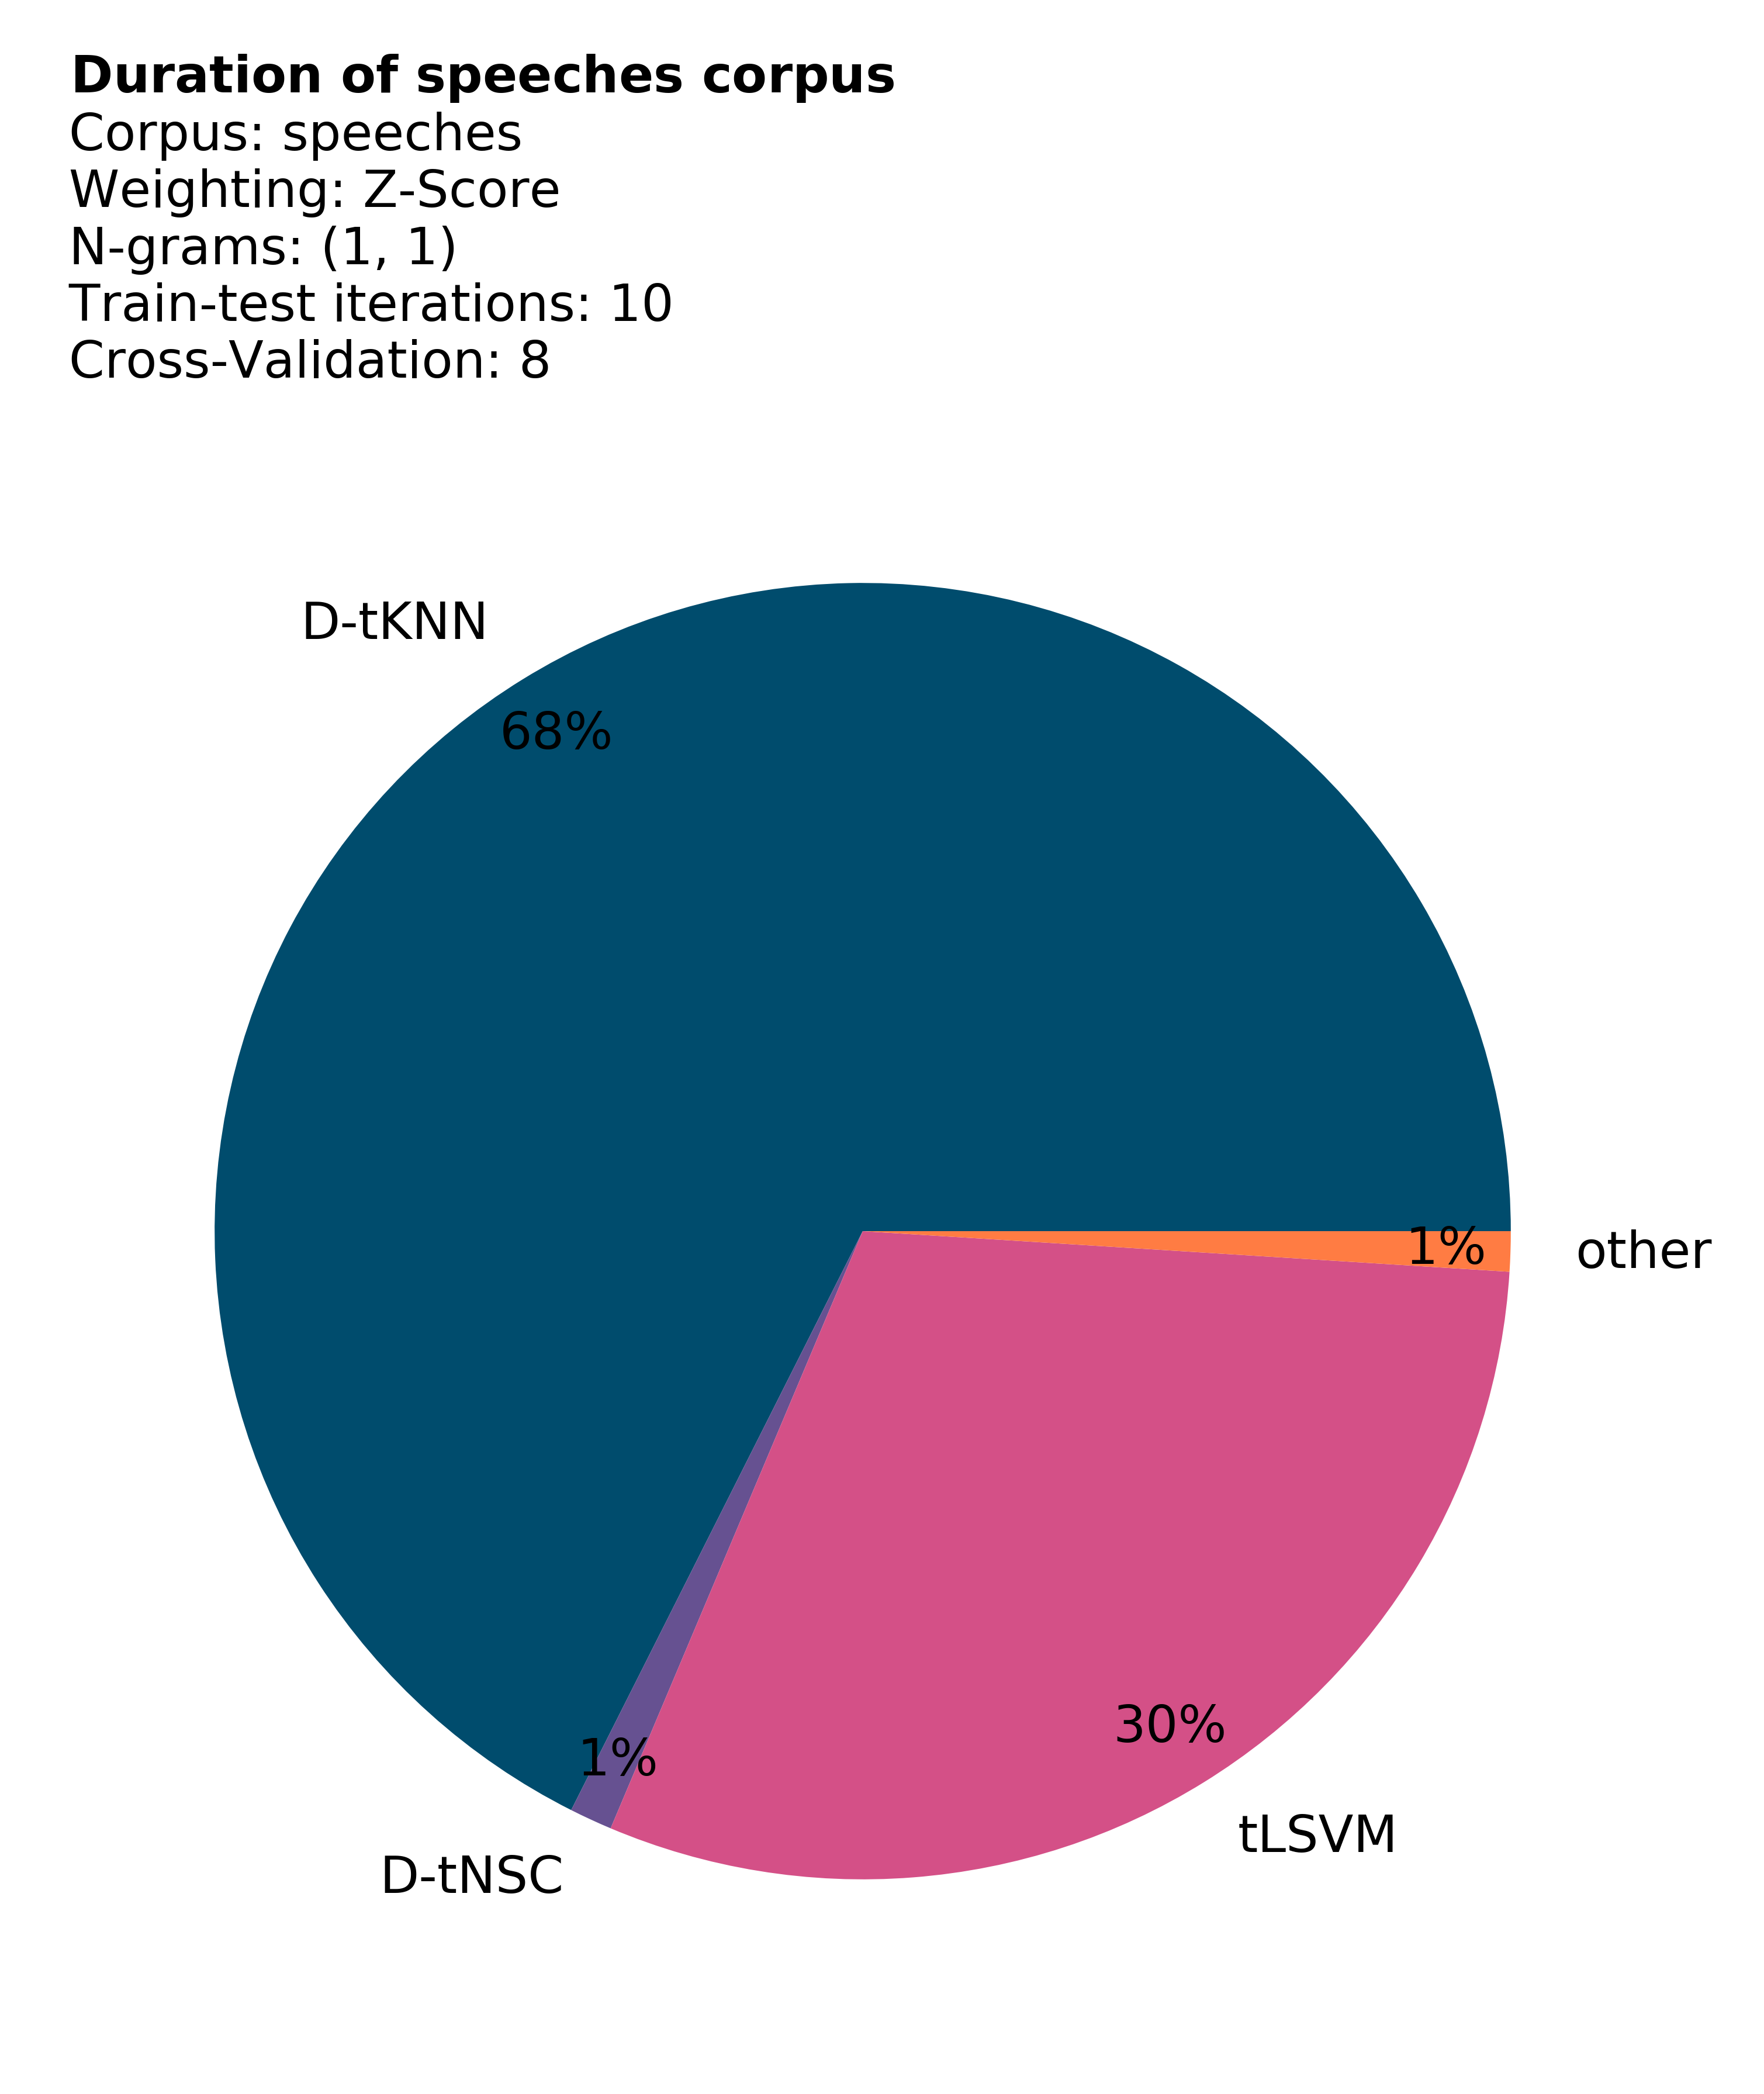 Duration of speeches corpus
Corpus: speeches
Weighting: Z-Score
N-grams: (1, 1)
Train-test iterations: 10
Cross-Validation: 8
D-tKNN
68%
1%
other
30%
1%
tLSVM
D-tNSC